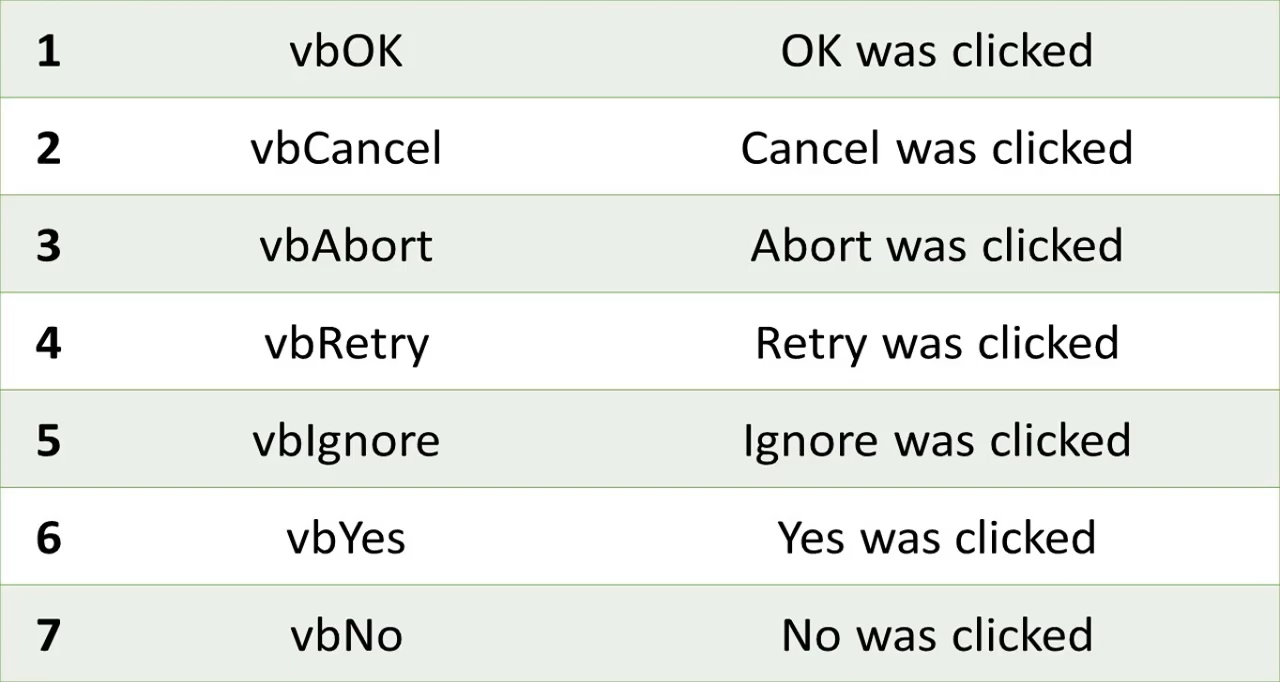 1 vbOK OK was clicked
2 vbCancel Cancel was clicked
3 vbAbort Abort was clicked
4 vbRetry Retry was clicked
5 vbIgnore Ignore was clicked
6 vbYes Yes was clicked
7 vbNo No was clicked